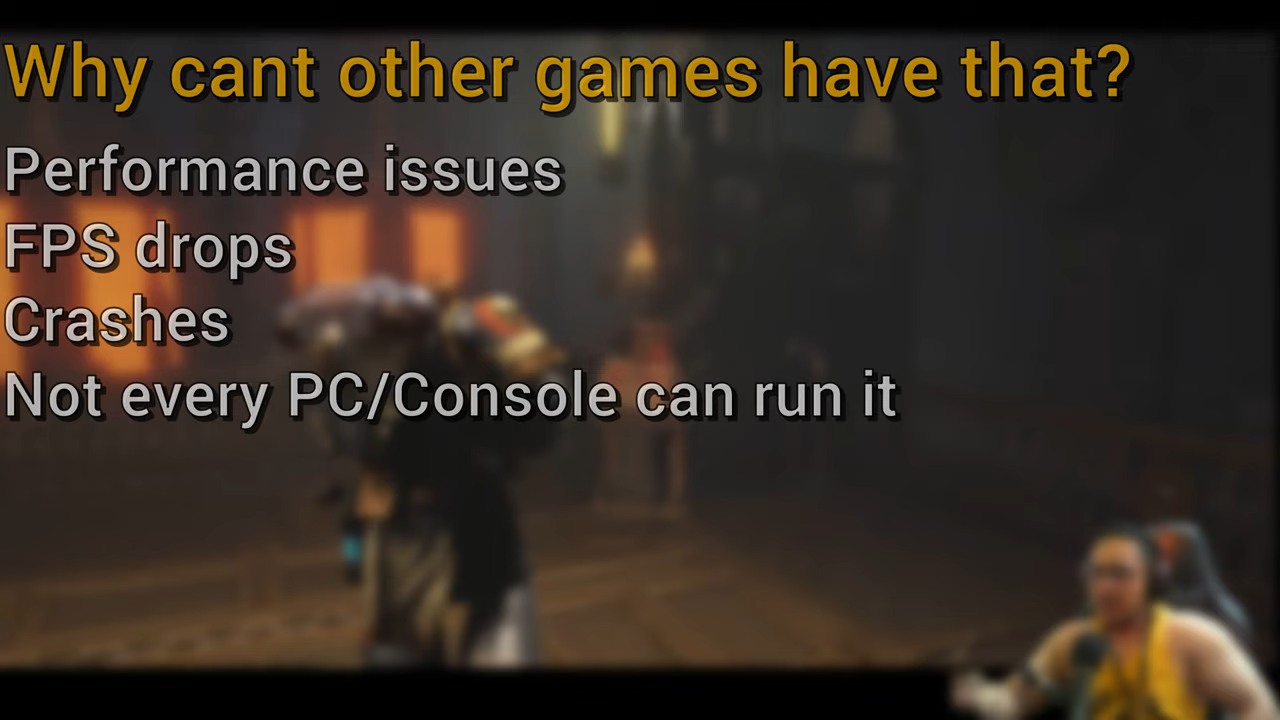 Why cant other games have that?
Performance issues
FPS drops
Crashes
Not every PC/Console can run it